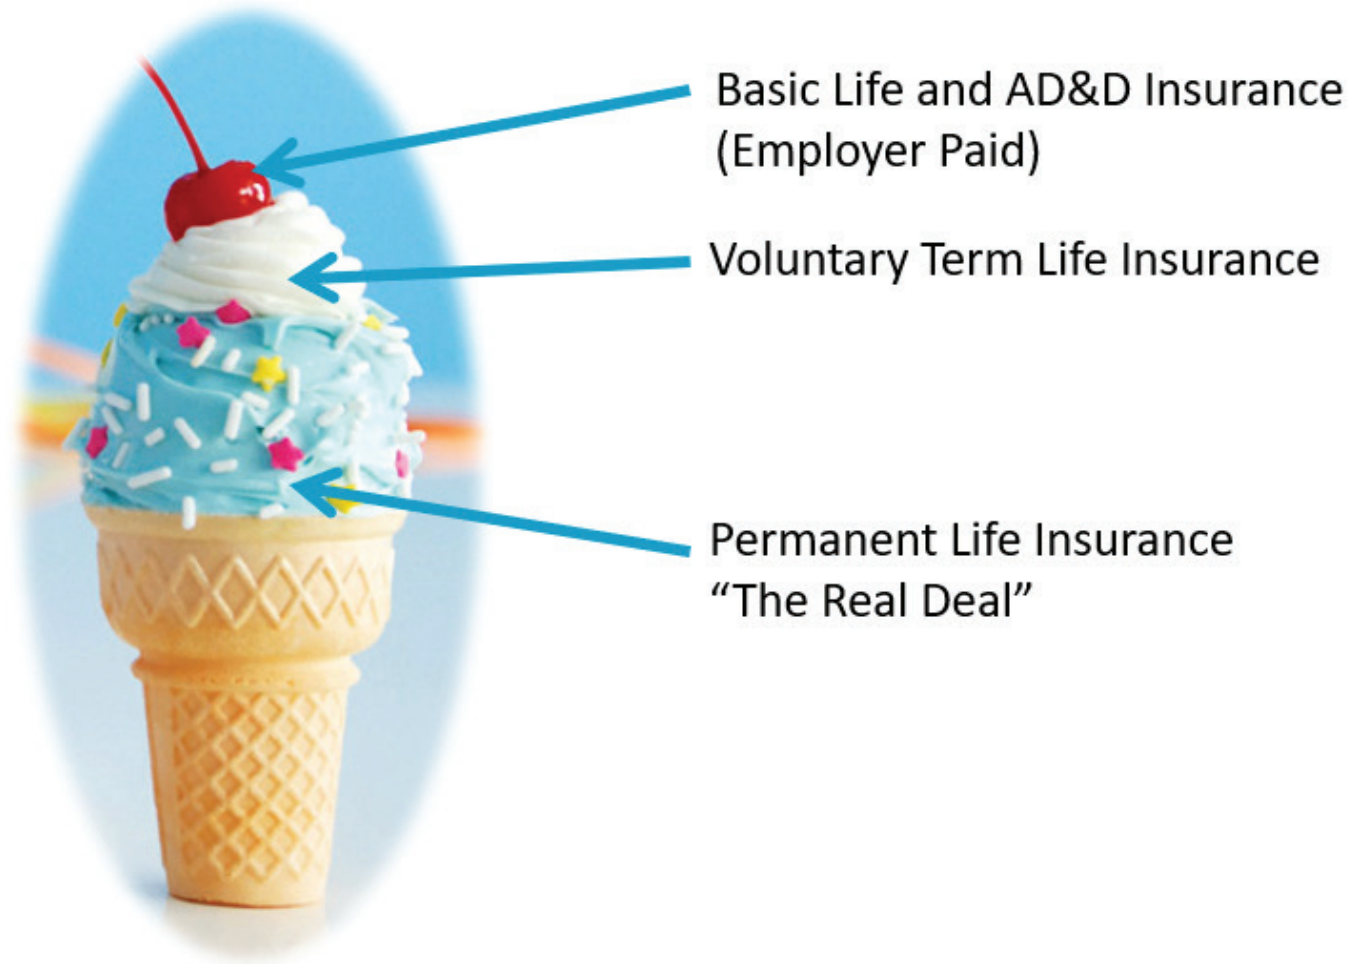 Basic Life and AD&D Insurance
(Employer Paid)
Voluntary Term Life Insurance
Permanent Life Insurance
“The Real Deal”